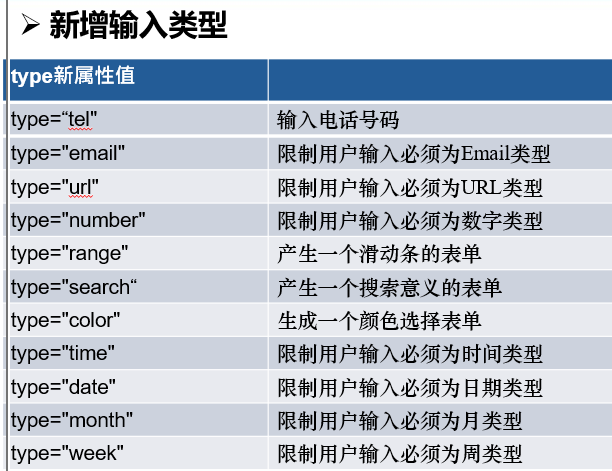 ➢ 新增输入类型
type新属性值
type=“tel" 输入电话号码
type="email" 限制用户输入必须为Email类型
type="url" 限制用户输入必须为URL类型
type="number" 限制用户输入必须为数字类型
type="range" 产生一个滑动条的表单
type="search“ 产生一个搜索意义的表单
type="color" 生成一个颜色选择表单
type="time" 限制用户输入必须为时间类型
type="date" 限制用户输入必须为日期类型
type="month" 限制用户输入必须为月类型
type="week" 限制用户输入必须为周类型